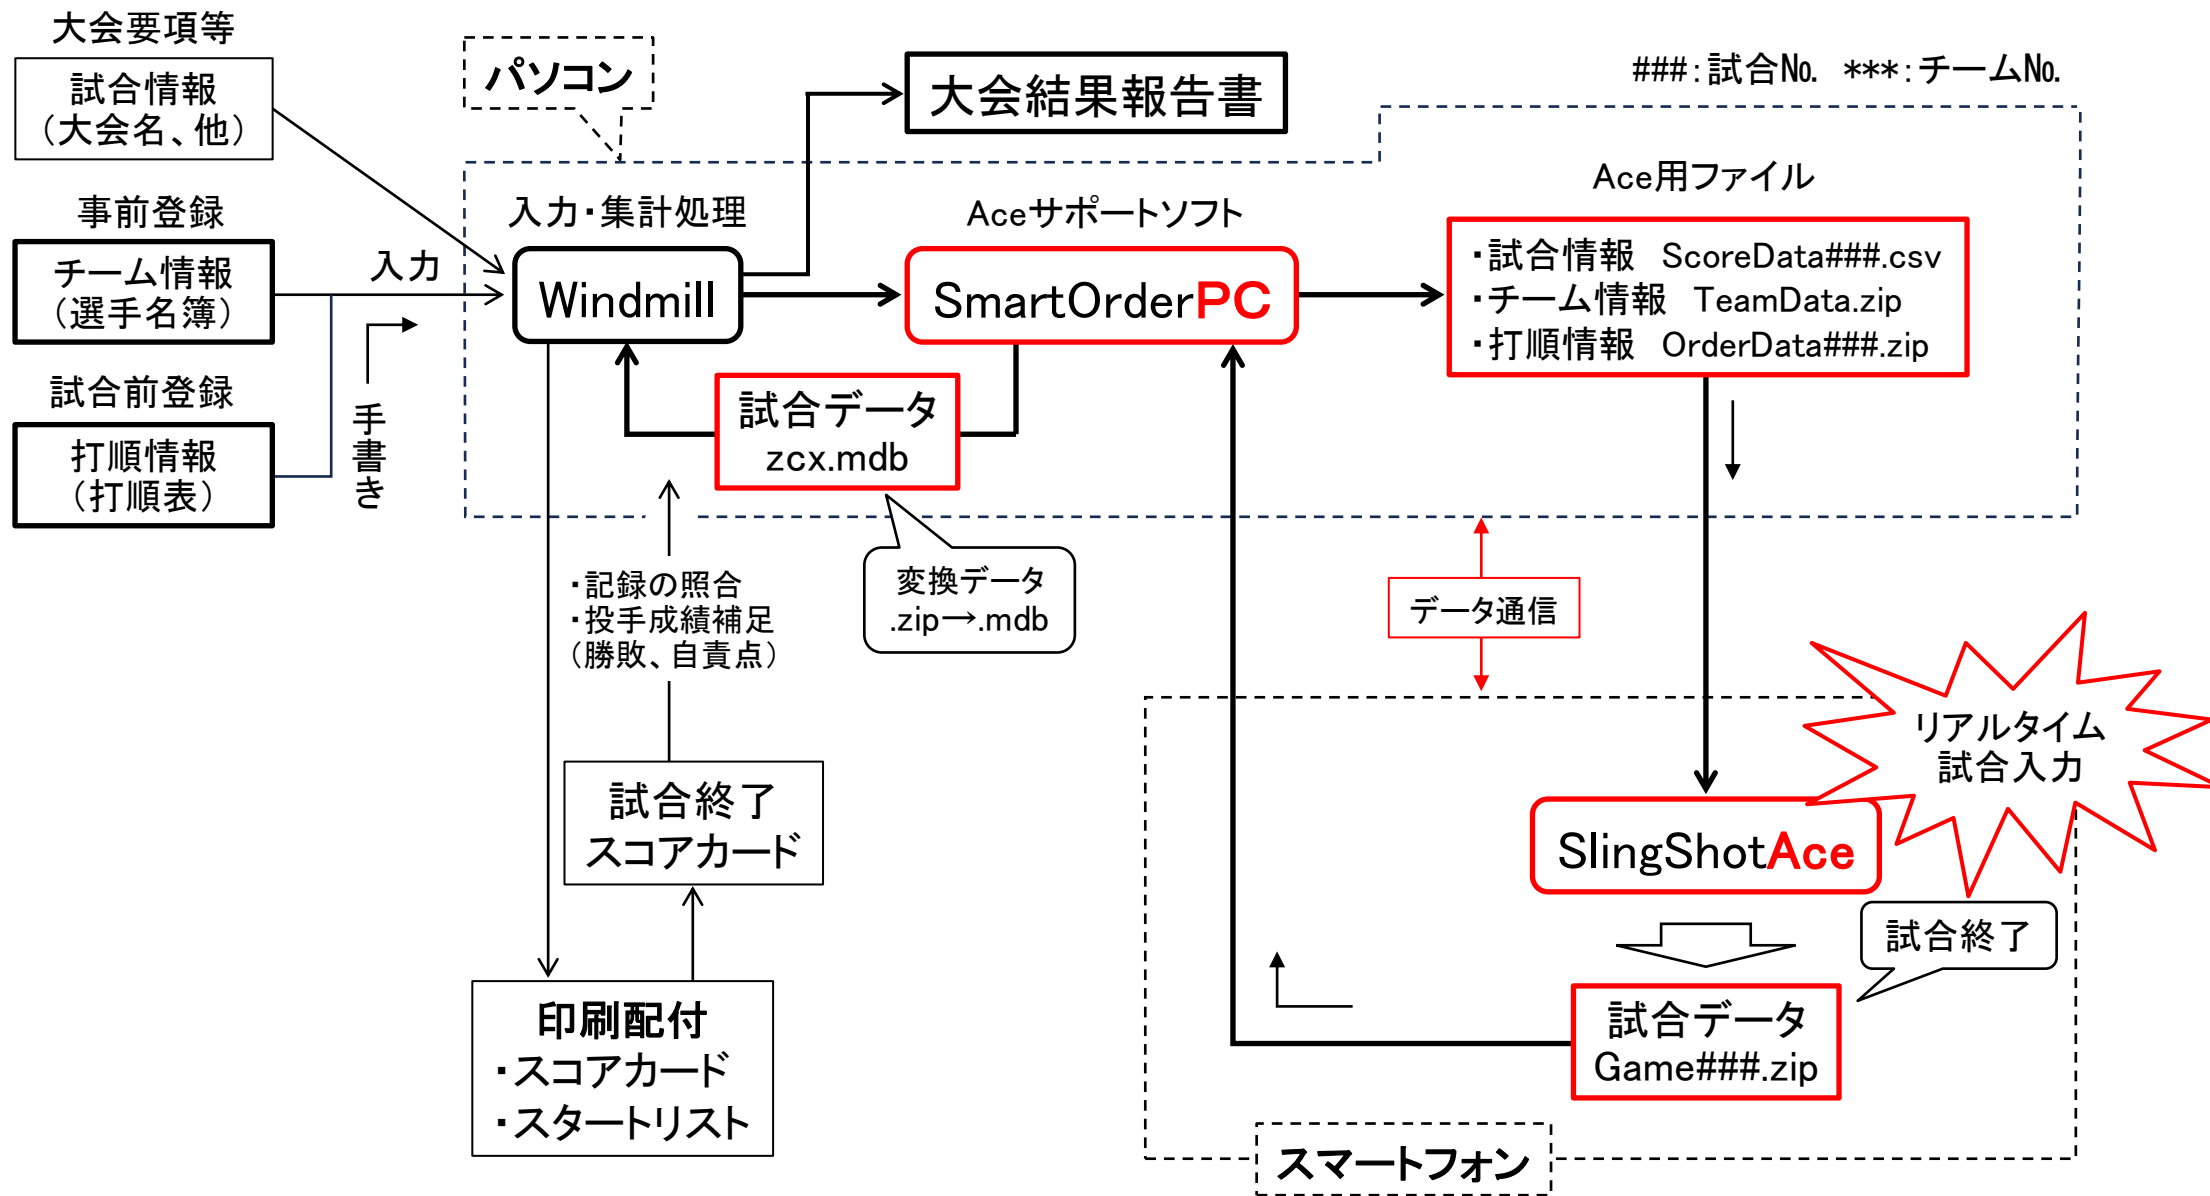 大会要項等
試合情報
（大会名、他）
事前登録
チーム情報
（選手名簿）
試合前登録
打順情報
（打順表）
入力
手書き
パソコン
大会結果報告書
###：試合№ ***：チーム№
入力・集計処理
Windmill
Aceサポートソフト
SmartOrderPC
Ace用ファイル
・試合情報　ScoreData###.csv
・チーム情報　TeamData.zip
・打順情報　OrderData###.zip
試合データ
zcx.mdb
変換データ
.zip→.mdb
・記録の照合
・投手成績補足
（勝敗、自責点）
データ通信
試合終了
スコアカード
印刷配付
・スコアカード
・スタートリスト
リアルタイム
試合入力
SlingShotAce
試合終了
試合データ
Game###.zip
スマートフォン